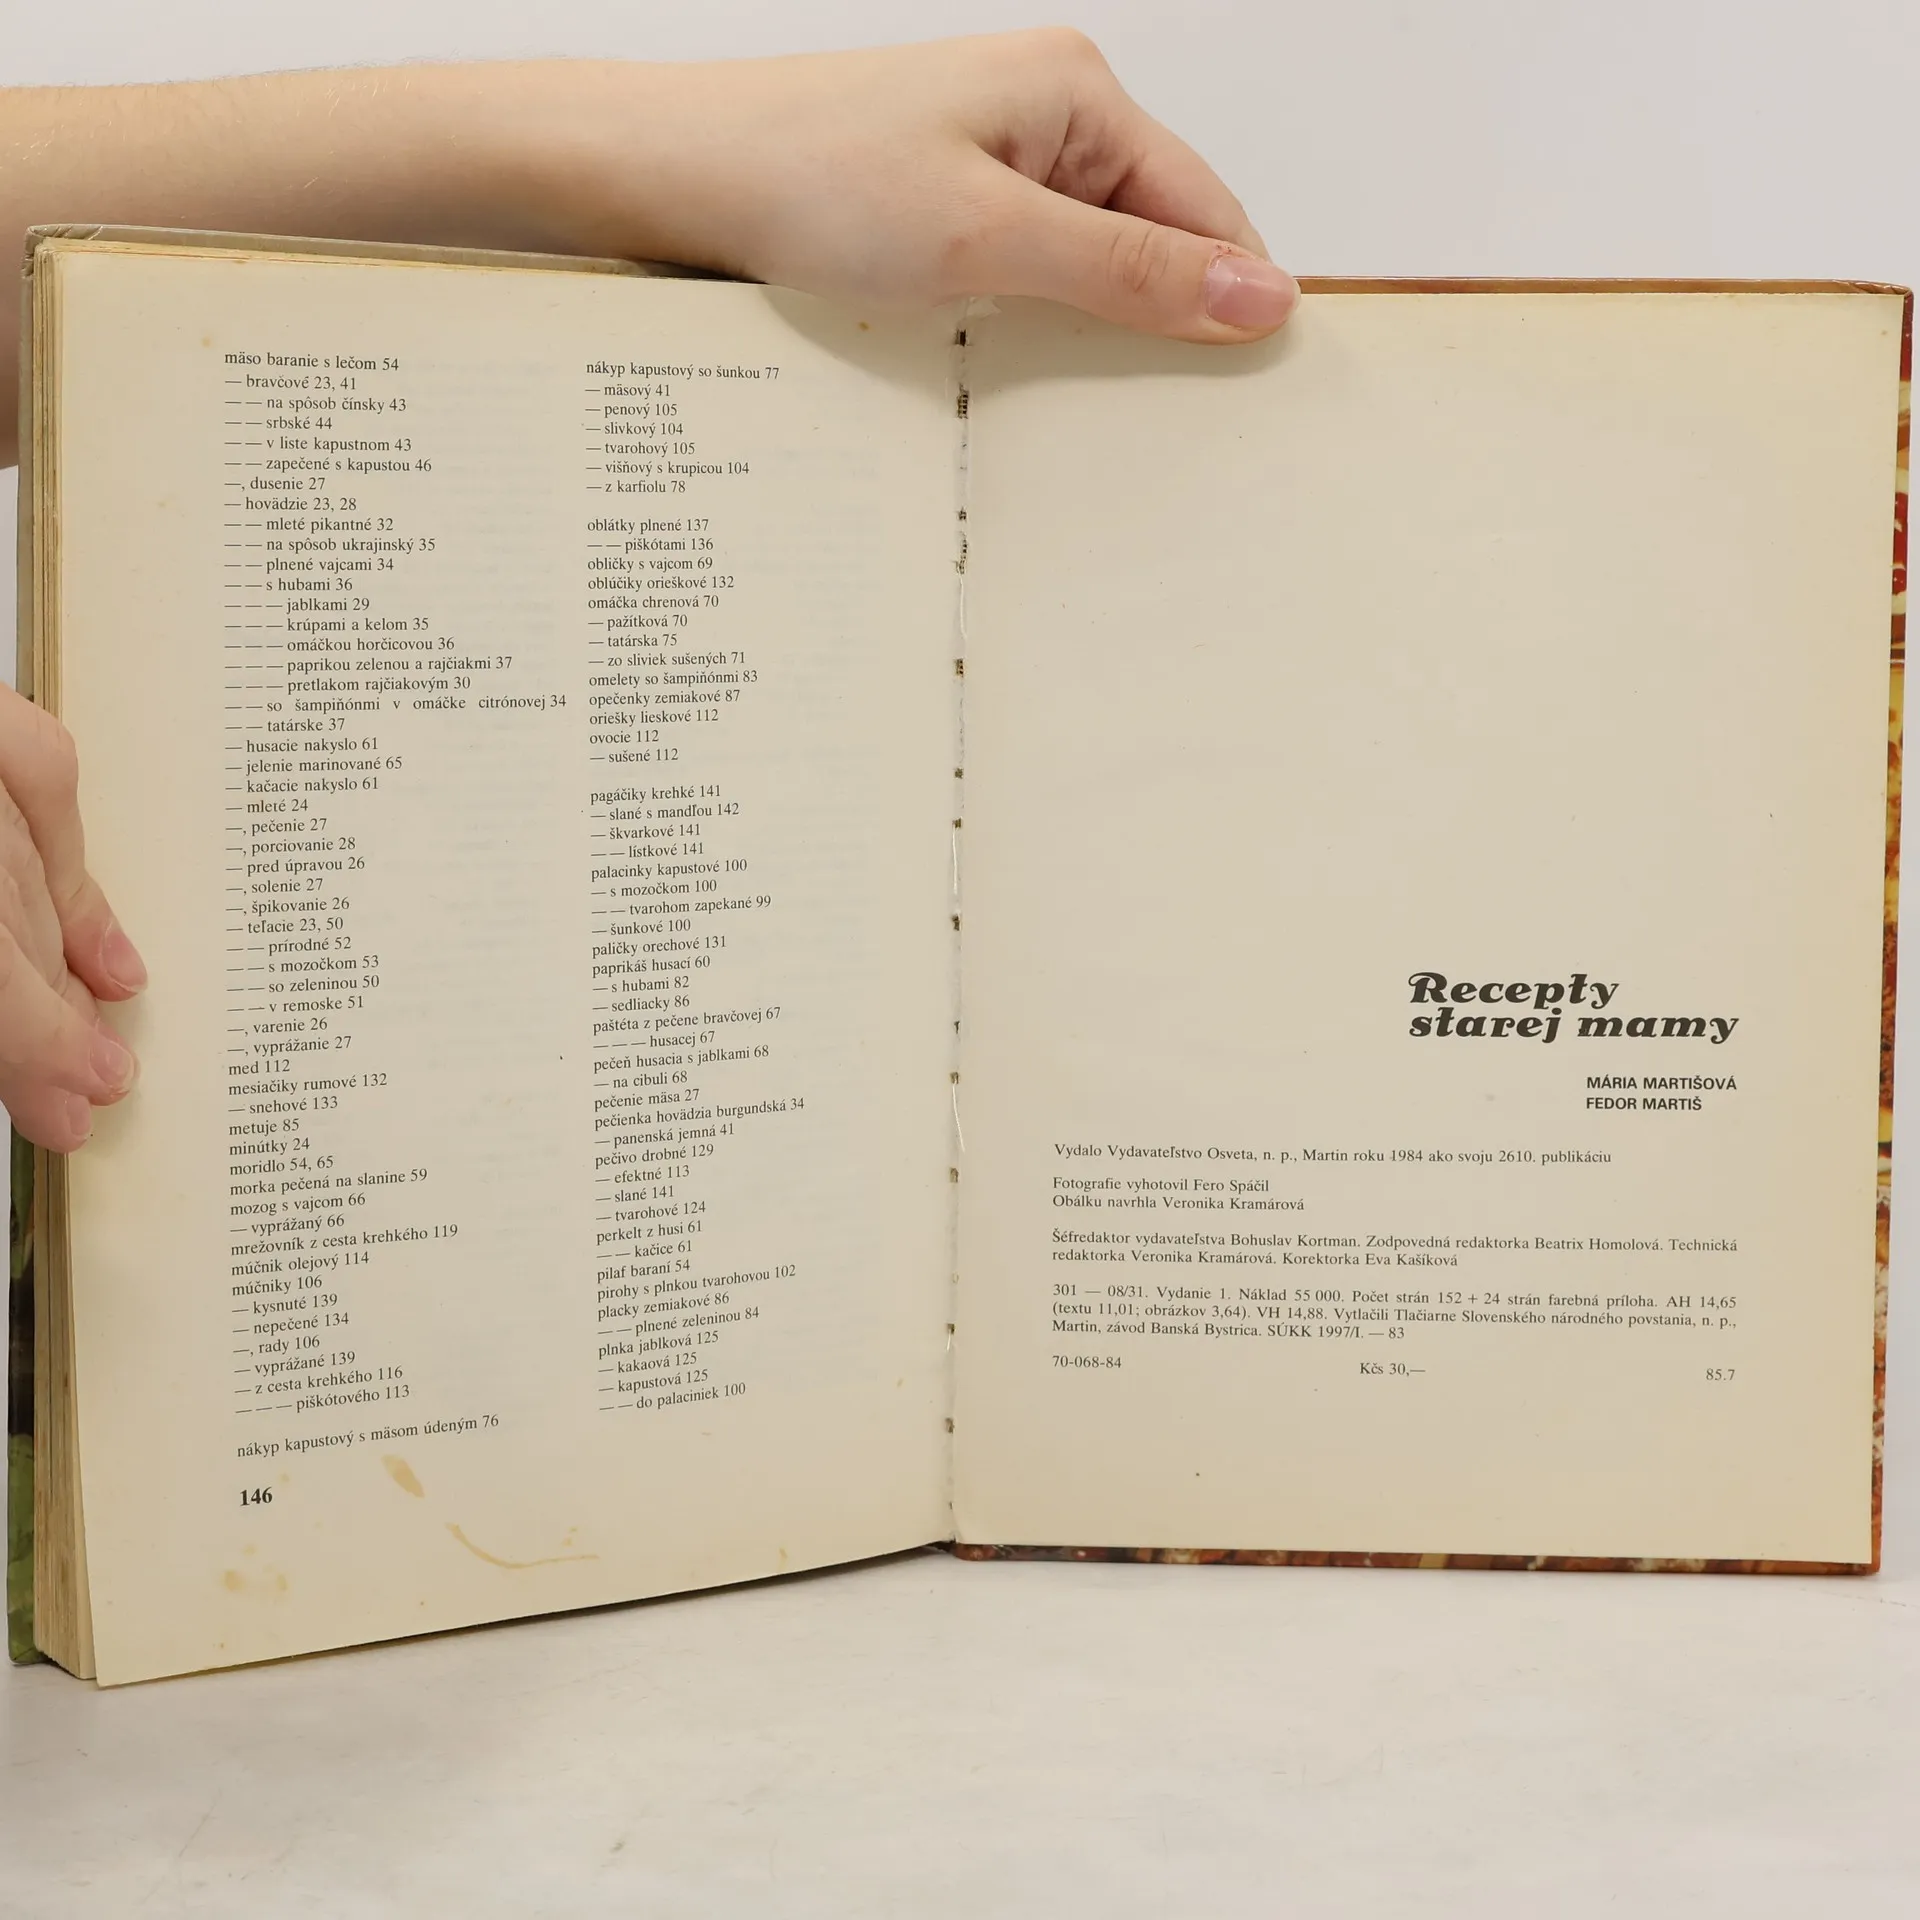 mäso baranie s lečom 54
— bravčové 23, 41
— — na spôsob čínsky 43
— — srbské 44
— — v liste kapustnom 43
— — zapečené s kapustou 46
—, dusenie 27
— hovädzie 23, 28
— — mleté pikantné 32
— — na spôsob ukrajinský 35
— — plnené vajcami 34
— — s hubami 36
— — — jablkami 29
— — — krúpami a kelom 35
— — — omáčkou horčicovou 36
— — — paprikou zelenou a rajčiakmi 37
— — — pretlakom rajčiakovým 30
— — so šampiňónmi v omáčke citrónovej 34
— — tatárske 37
— husacie nakyslo 61
— jelenie marinované 65
— kačacie nakyslo 61
— mleté 24
—, pečenie 27
—, porciovanie 28
— pred úpravou 26
—, solenie 27
—, špikovanie 26
— teľacie 23, 50
— — prírodné 52
— — s mozočkom 53
— — so zeleninou 50
— — v remoske 51
—, varenie 26
—, vyprážanie 27
med 112
mesiačiky rumové 132
— snehové 133
metuje 85
minútky 24
moridlo 54, 65
morka pečená na slanine 59
mozog s vajcom 66
— vyprážaný 66
mrežovník z cesta krehkého 119
múčnik olejový 114
múčniky 106
— kysnuté 139
— nepečené 134
—, rady 106
— vyprážané 139
— z cesta krehkého 116
— — — piškótového 113
nákyp kapustový s mäsom údeným 76
146
nákyp kapustový so šunkou 77
— mäsový 41
— penový 105
— slivkový 104
— tvarohový 105
— višňový s krupicou 104
— z karfiolu 78
oblátky plnené 137
— — piškótami 136
obličky s vajcom 69
oblúčiky orieškové 132
omáčka chrenová 70
— pažítková 70
— tatárska 75
— zo sliviek sušených 71
omelety so šampiňónmi 83
opečenky zemiakové 87
oriešky lieskové 112
ovocie 112
— sušené 112
pagáčiky krehké 141
— slané s mandľou 142
— škvarkové 141
— — lístkové 141
palacinky kapustové 100
— s mozočkom 100
— — tvarohom zapekané 99
— šunkové 100
paličky orechové 131
paprikáš husací 60
— s hubami 82
— sedliacky 86
paštéta z pečene bravčovej 67
— — — husacej 67
pečeň husacia s jablkami 68
— na cibuli 68
pečenie mäsa 27
pečienka hovädzia burgundská 34
— panenská jemná 41
pečivo drobné 129
— efektné 113
— slané 141
— tvarohové 124
perkelt z husi 61
— — kačice 61
pilaf baraní 54
pirohy s plnkou tvarohovou 102
placky zemiakové 86
— — plnené zeleninou 84
plnka jablková 125
— kakaová 125
— kapustová 125
— — do palaciniek 100
Recepty
starej mamy
MÁRIA MARTIŠOVÁ
FEDOR MARTIŠ
Vydalo Vydavateľstvo Osveta, n. p., Martin roku 1984 ako svoju 2610. publikáciu
Fotografie vyhotovil Fero Spáčil
Obálku navrhla Veronika Kramárová
Šéfredaktor vydavateľstva Bohuslav Kortman. Zodpovedná redaktorka Beatrix Homolová. Technická
redaktorka Veronika Kramárová. Korektorka Eva Kašíková
301 — 08/31. Vydanie 1. Náklad 55 000. Počet strán 152 + 24 strán farebná príloha. AH 14,65
(textu 11,01; obrázkov 3,64). VH 14,88. Vytlačili Tlačiarne Slovenského národného povstania, n. p.,
Martin, závod Banská Bystrica. SÚKK 1997/I. — 83
70-068-84 Kčs 30,— 85.7